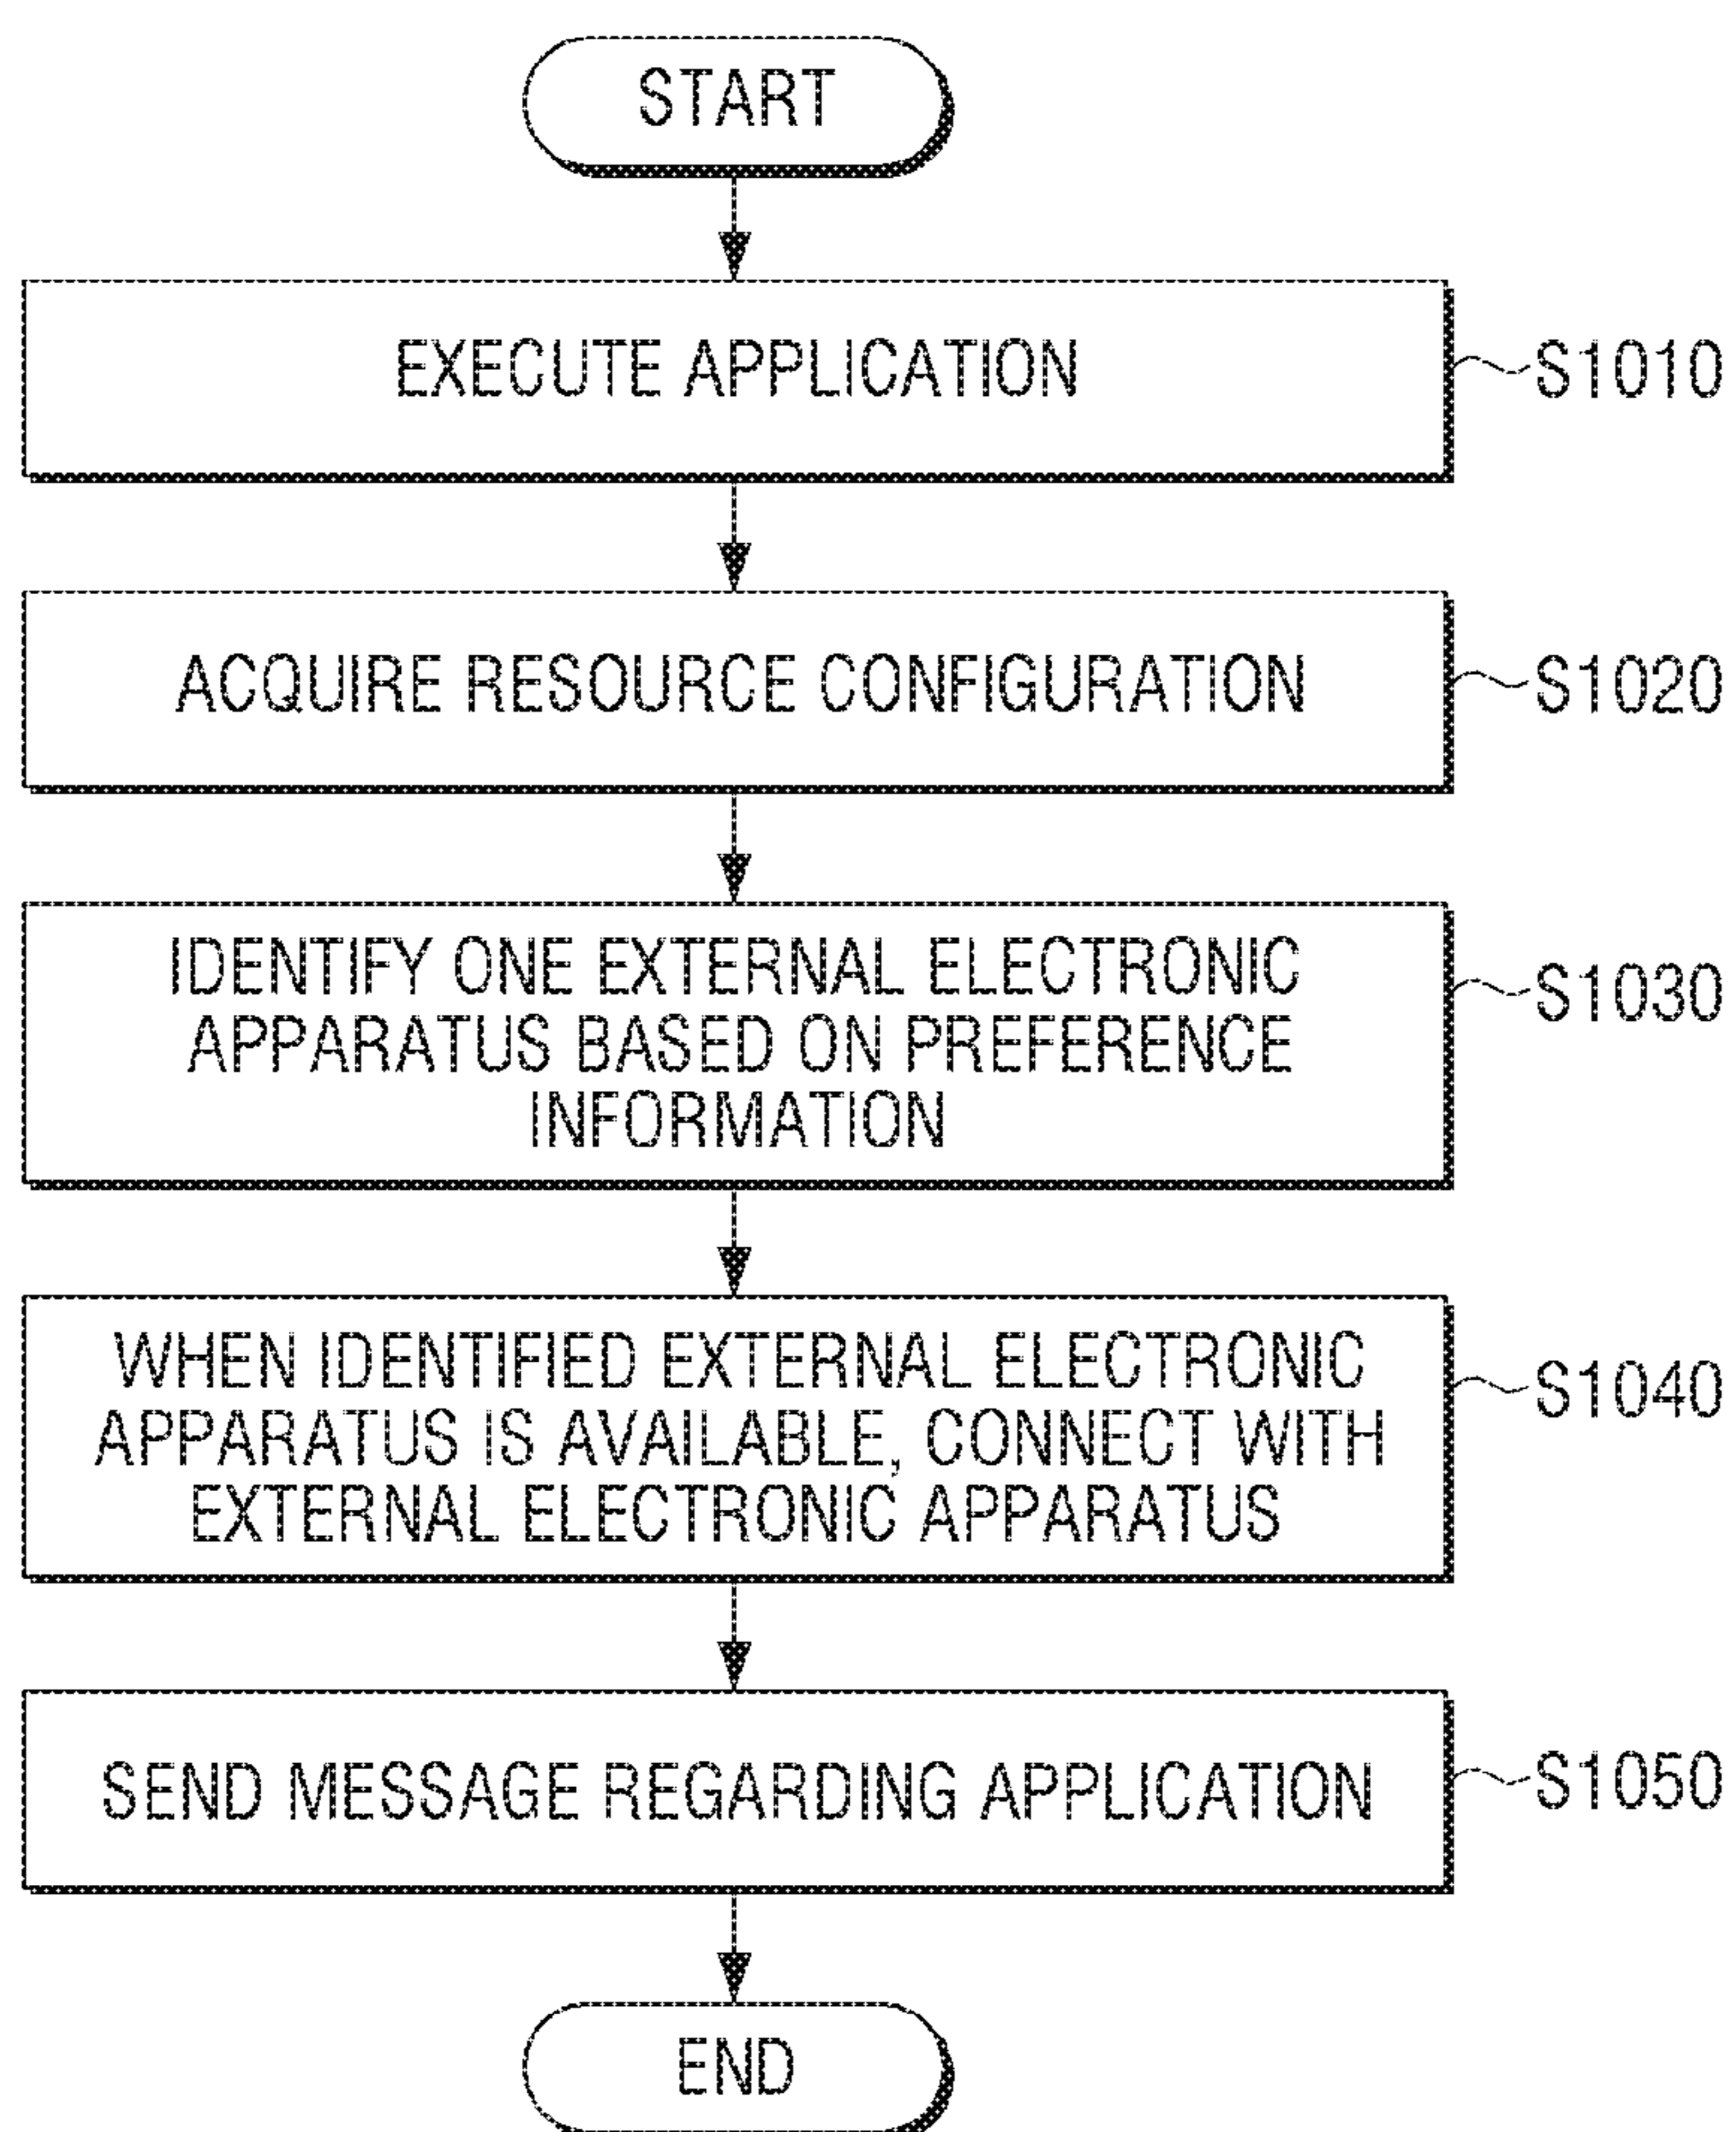 START
EXECUTE APPLICATION
S1010
ACQUIRE RESOURCE CONFIGURATION
S1020
IDENTIFY ONE EXTERNAL ELECTRONIC
APPARATUS BASED ON PREFERENCE
INFORMATION
S1030
WHEN IDENTIFIED EXTERNAL ELECTRONIC
APPARATUS IS AVAILABLE, CONNECT WITH
EXTERNAL ELECTRONIC APPARATUS
S1040
SEND MESSAGE REGARDING APPLICATION
S1050
END